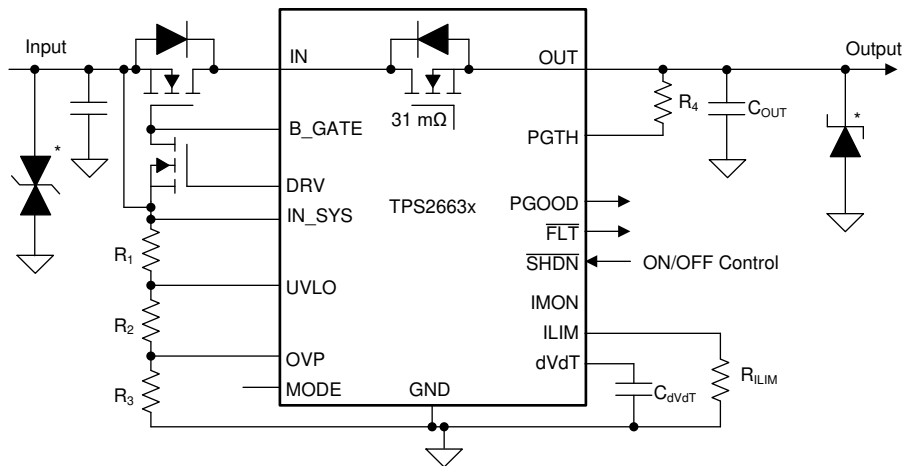 Input
IN
OUT
Output
31 mΩ
R4
COUT
*
*
B_GATE
PGTH
DRV
TPS2663x
PGOOD
IN_SYS
FLT
R1
SHDN
ON/OFF Control
UVLO
IMON
R2
ILIM
OVP
dVdT
RILIM
R3
MODE
GND
CdVdT